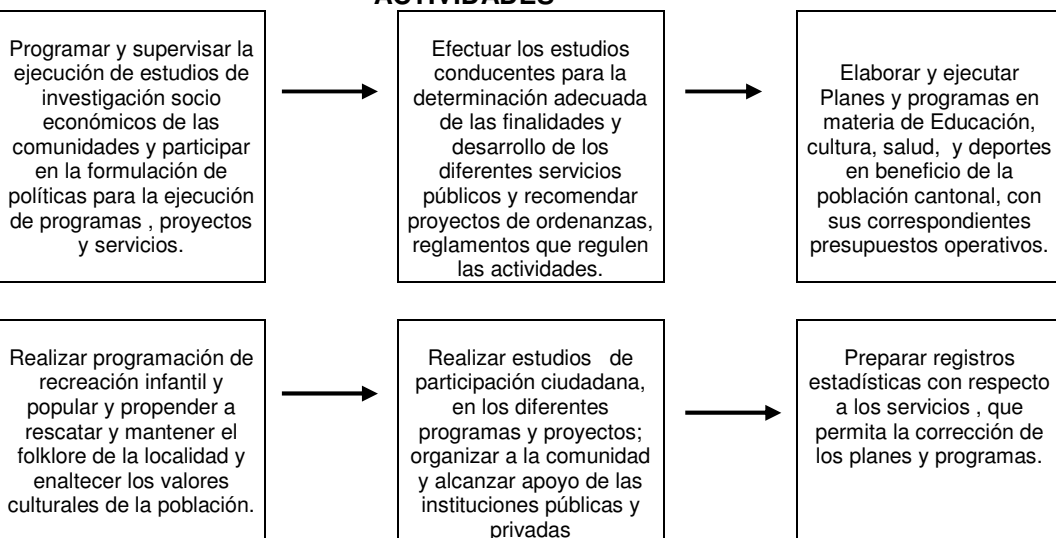 ACTIVIDADES
Programar y supervisar la
ejecución de estudios de
investigación socio
económicos de las
comunidades y participar
en la formulación de
políticas para la ejecución
de programas , proyectos
y servicios.
Efectuar los estudios
conducentes para la
determinación adecuada
de las finalidades y
desarrollo de los
diferentes servicios
públicos y recomendar
proyectos de ordenanzas,
reglamentos que regulen
las actividades.
Elaborar y ejecutar
Planes y programas en
materia de Educación,
cultura, salud,  y deportes
en beneficio de la
población cantonal, con
sus correspondientes
presupuestos operativos.
Realizar programación de
recreación infantil y
popular y propender a
rescatar y mantener el
folklore de la localidad y
enaltecer los valores
culturales de la población.
Realizar estudios   de
participación ciudadana,
en los diferentes
programas y proyectos;
organizar a la comunidad
y alcanzar apoyo de las
instituciones públicas y
privadas
Preparar registros
estadísticas con respecto
a los servicios , que
permita la corrección de
los planes y programas.